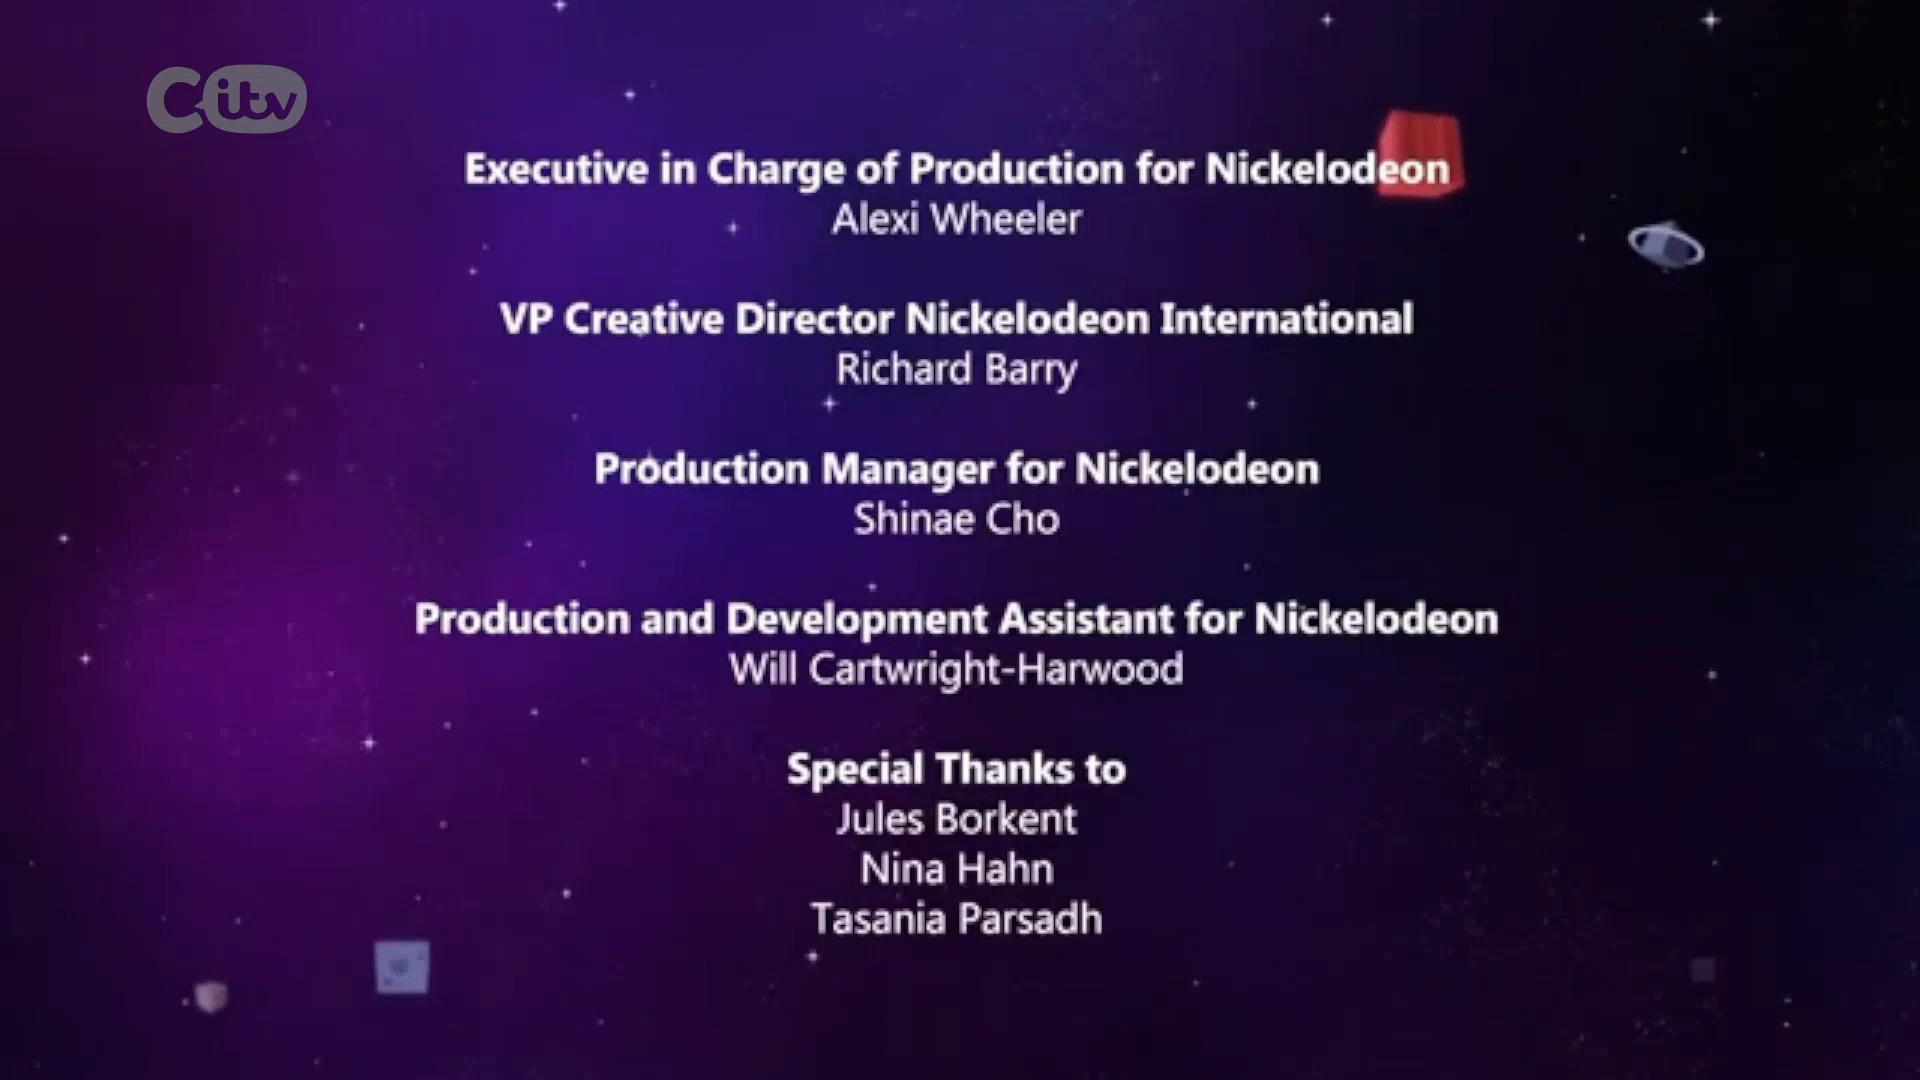 Citv
Executive in Charge of Production for Nickelodeon
Alexi Wheeler
VP Creative Director Nickelodeon International
Richard Barry
Production Manager for Nickelodeon
Shinae Cho
Production and Development Assistant for Nickelodeon
Will Cartwright-Harwood
Special Thanks to
Jules Borkent
Nina Hahn
Tasania Parsadh